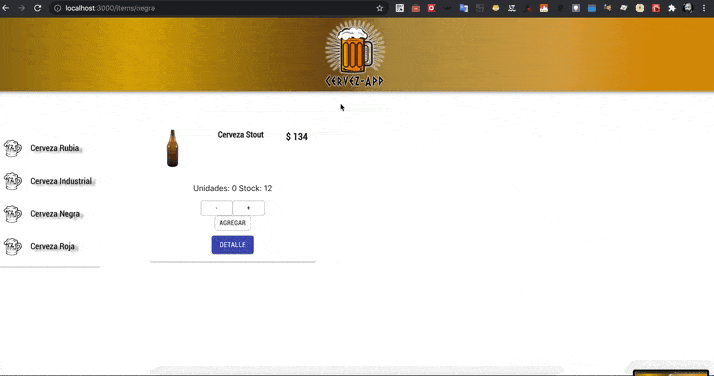 localhost:3000/items/negra
CERVEZ-APP
Cerveza Stout
$ 134
Cerveza Rubia
Cerveza Industrial
Unidades: 0 Stock: 12
- +
Cerveza Negra
AGREGAR
Cerveza Roja
DETALLE